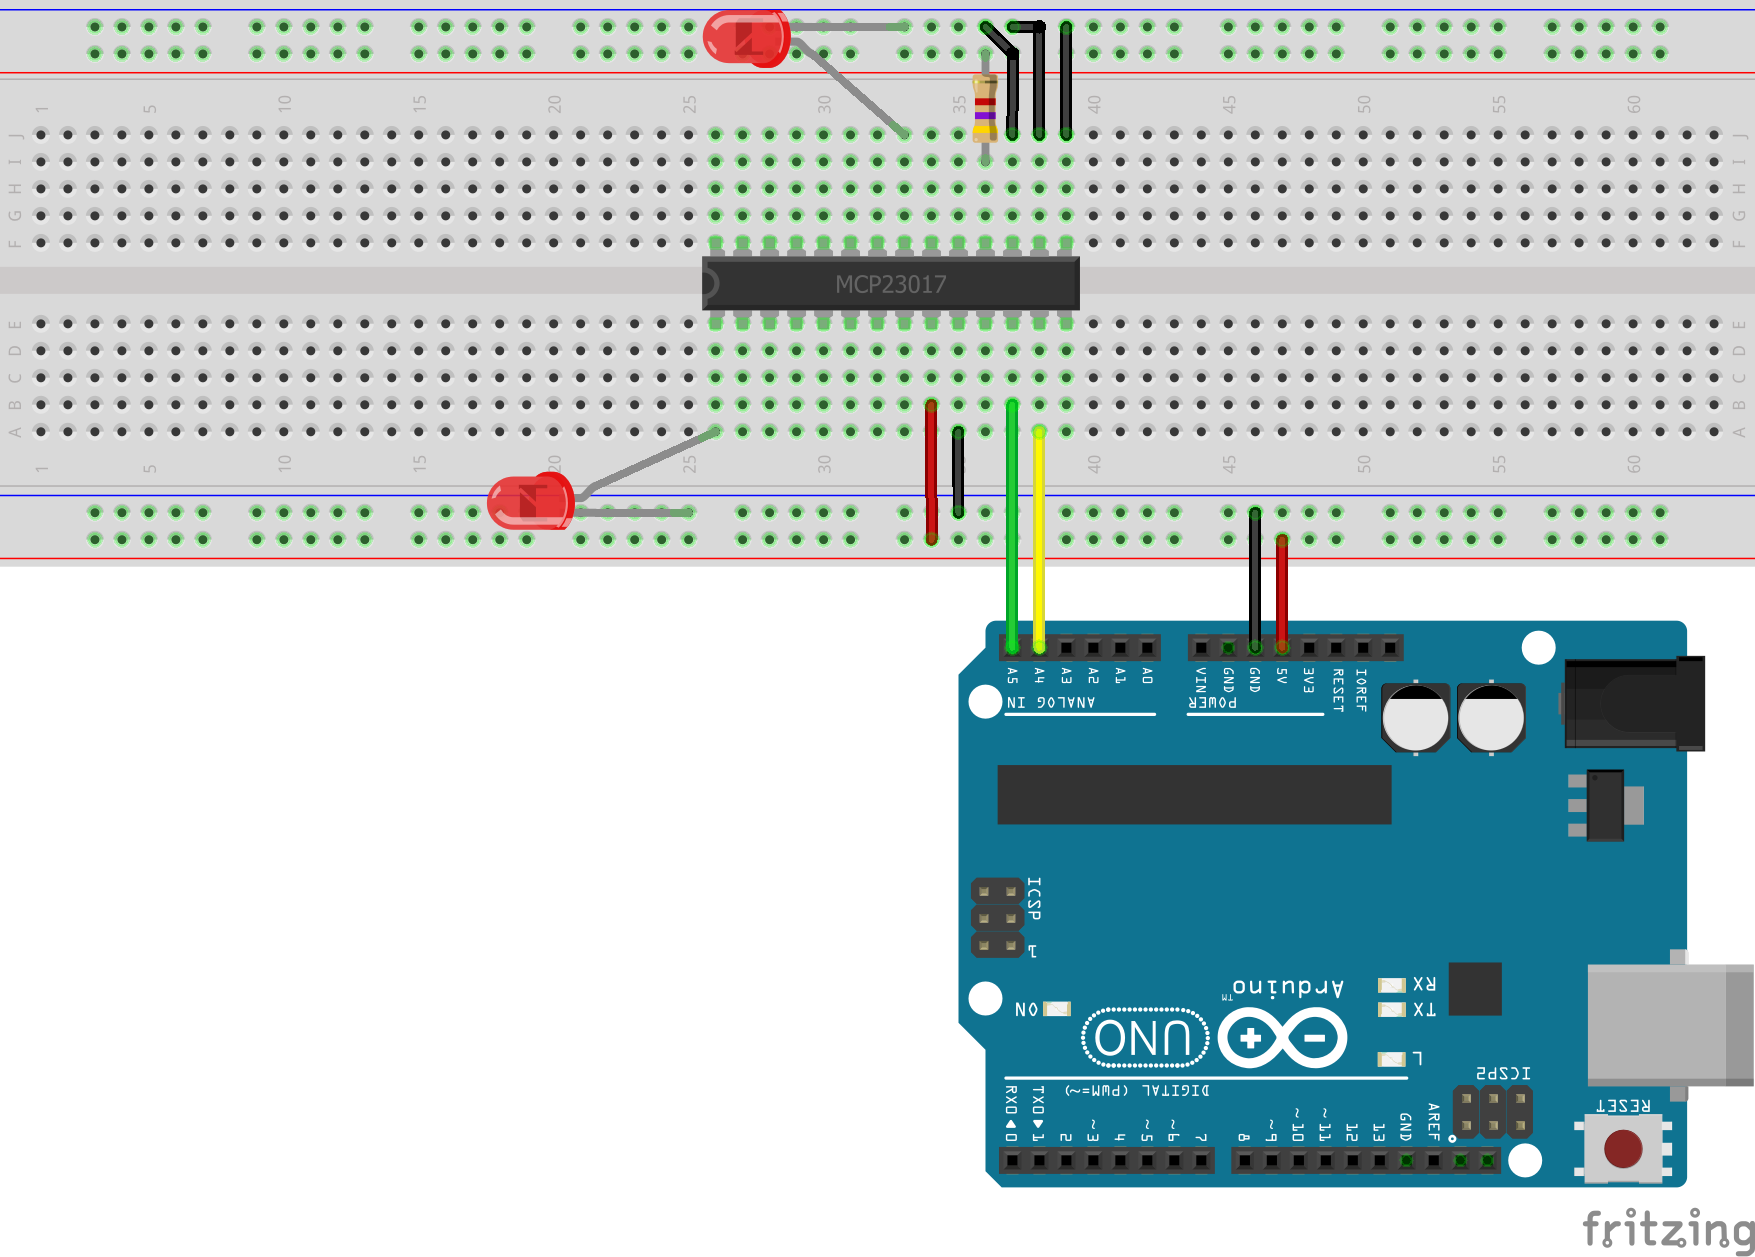 1 5 10 15 20 25 30 35 40 45 50 55 60
J J
I I
H H
G G
F F
MCP23017
E E
D D
C C
B B
A A
1 5 10 15 20 25 30 40 45 50 55 60
A5 A4 A3 A2 A1 A0 VIN GND GND 5V 3V3 RESET IOREF
ANALOG IN POWER
ICSP
1
Arduino™
RX
ON
UNO
TX
L
ICSP2
DIGITAL (PWM=~)
RESET
RX0◀0 TX0▶1 2 ~3 4 ~5 ~6 7 8 ~9 ~10 ~11 12 13 GND AREF
fritzing